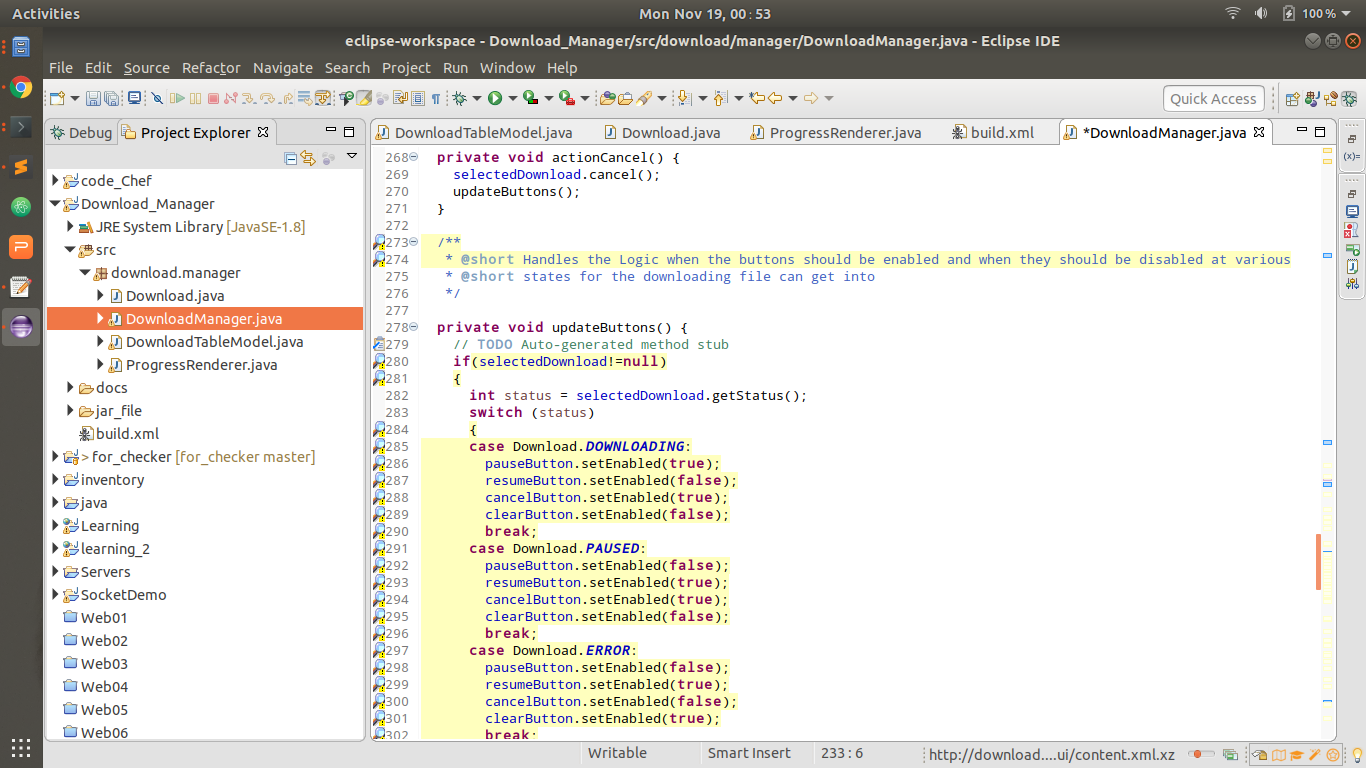 Activities
Mon Nov 19, 00 : 53
100 %
eclipse-workspace - Download_Manager/src/download/manager/DownloadManager.java - Eclipse IDE
File Edit Source Refactor Navigate Search Project Run Window Help
Quick Access
Debug
Project Explorer
DownloadTableModel.java
Download.java
ProgressRenderer.java
build.xml
*DownloadManager.java
code_Chef
Download_Manager
JRE System Library [JavaSE-1.8]
src
download.manager
Download.java
DownloadManager.java
DownloadTableModel.java
ProgressRenderer.java
docs
jar_file
build.xml
> for_checker [for_checker master]
inventory
java
Learning
learning_2
Servers
SocketDemo
Web01
Web02
Web03
Web04
Web05
Web06
268 private void actionCancel() {
269 selectedDownload.cancel();
270 updateButtons();
271 }
272
273 /**
274 * @short Handles the Logic when the buttons should be enabled and when they should be disabled at various
275 * @short states for the downloading file can get into
276 */
277
278 private void updateButtons() {
279 // TODO Auto-generated method stub
280 if(selectedDownload!=null)
281 {
282 int status = selectedDownload.getStatus();
283 switch (status)
284 {
285 case Download.DOWNLOADING:
286 pauseButton.setEnabled(true);
287 resumeButton.setEnabled(false);
288 cancelButton.setEnabled(true);
289 clearButton.setEnabled(false);
290 break;
291 case Download.PAUSED:
292 pauseButton.setEnabled(false);
293 resumeButton.setEnabled(true);
294 cancelButton.setEnabled(true);
295 clearButton.setEnabled(false);
296 break;
297 case Download.ERROR:
298 pauseButton.setEnabled(false);
299 resumeButton.setEnabled(true);
300 cancelButton.setEnabled(false);
301 clearButton.setEnabled(true);
302 break;
(x)=
Writable
Smart Insert
233 : 6
http://download....ui/content.xml.xz